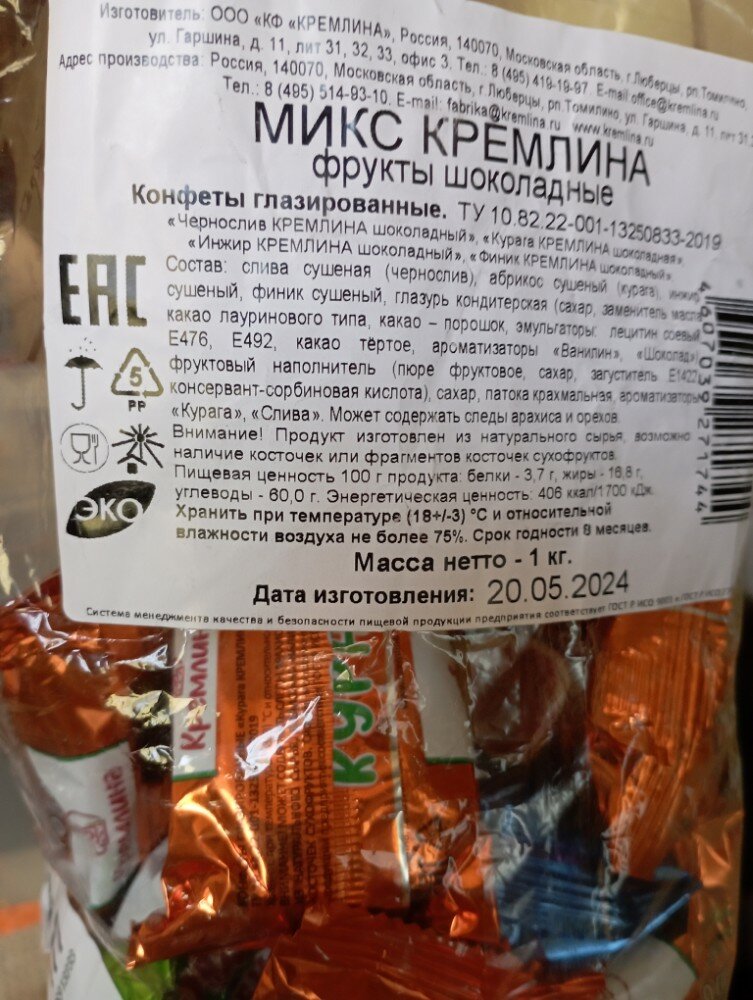 Изготовитель: ООО «КФ «КРЕМЛИНА», Россия, 140070, Московская область, г.Люберцы, рп.Томилино,
ул. Гаршина, д. 11, лит 31, 32, 33, офис 3. Тел.: 8 (495) 419-19-97. E-mail office@kremlina.ru
Адрес производства: Россия, 140070, Московская область, г.Люберцы, рп.Томилино, ул. Гаршина, д. 11, лит 31,
Тел.: 8 (495) 514-93-10, E-mail: fabrika@kremlina.ru www.kremlina.ru
МИКС КРЕМЛИНА
фрукты шоколадные
Конфеты глазированные. ТУ 10.82.22-001-13250833-2019
«Чернослив КРЕМЛИНА шоколадный», «Курага КРЕМЛИНА шоколадная»,
«Инжир КРЕМЛИНА шоколадный», «Финик КРЕМЛИНА шоколадный».
Состав: слива сушеная (чернослив), абрикос сушеный (курага), инжир
сушеный, финик сушеный, глазурь кондитерская (сахар, заменитель масла
какао лауринового типа, какао – порошок, эмульгаторы: лецитин соевый,
Е476, Е492, какао тёртое, ароматизаторы «Ванилин», «Шоколад»)
фруктовый наполнитель (пюре фруктовое, сахар, загуститель Е1422,
консервант-сорбиновая кислота), сахар, патока крахмальная, ароматизаторы
«Курага», «Слива». Может содержать следы арахиса и орехов.
Внимание! Продукт изготовлен из натурального сырья, возможно
наличие косточек или фрагментов косточек сухофруктов.
Пищевая ценность 100 г продукта: белки - 3,7 г, жиры - 16,8 г,
углеводы - 60,0 г. Энергетическая ценность: 406 ккал/1700 кДж.
Хранить при температуре (18+/-3) °С и относительной
влажности воздуха не более 75%. Срок годности 8 месяцев.
Масса нетто - 1 кг.
Дата изготовления: 20.05.2024
Система менеджмента качества и безопасности пищевой продукции предприятия соответствует ГОСТ Р ИСО
EAC
5
PP
ЭКО
4607039271744
Кремлина
Кремлина
КУР